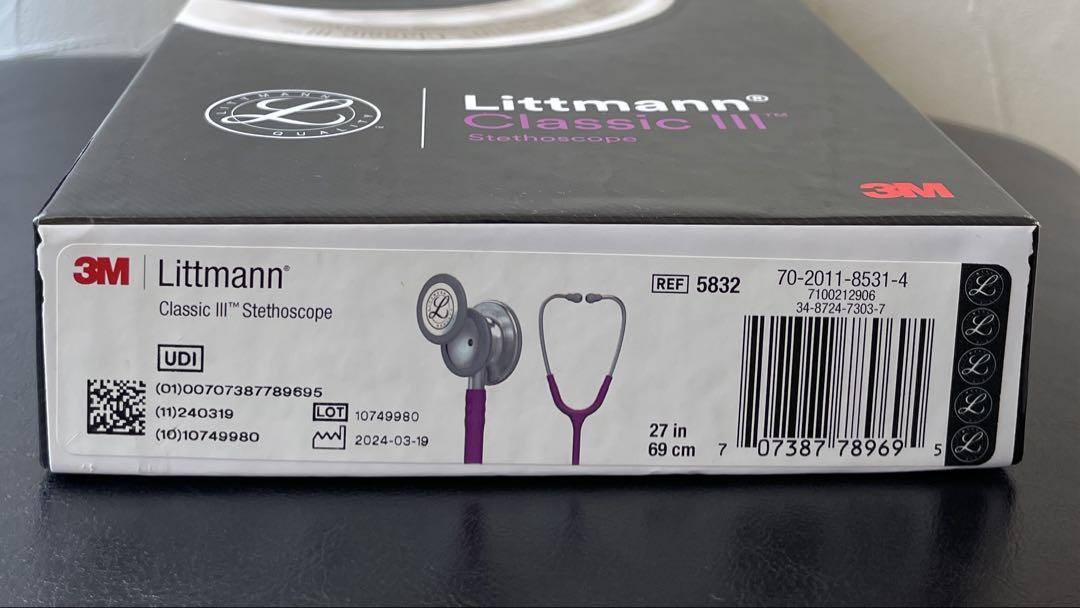 LITTMANN
QUALITY
Littmann®
Classic III™
Stethoscope
3M
3M | Littmann®
Classic III™ Stethoscope
UDI
(01)00707387789695
(11)240319
(10)10749980
LOT 10749980
2024-03-19
REF 5832
70-2011-8531-4
7100212906
34-8724-7303-7
27 in
69 cm
7 07387 78969 5